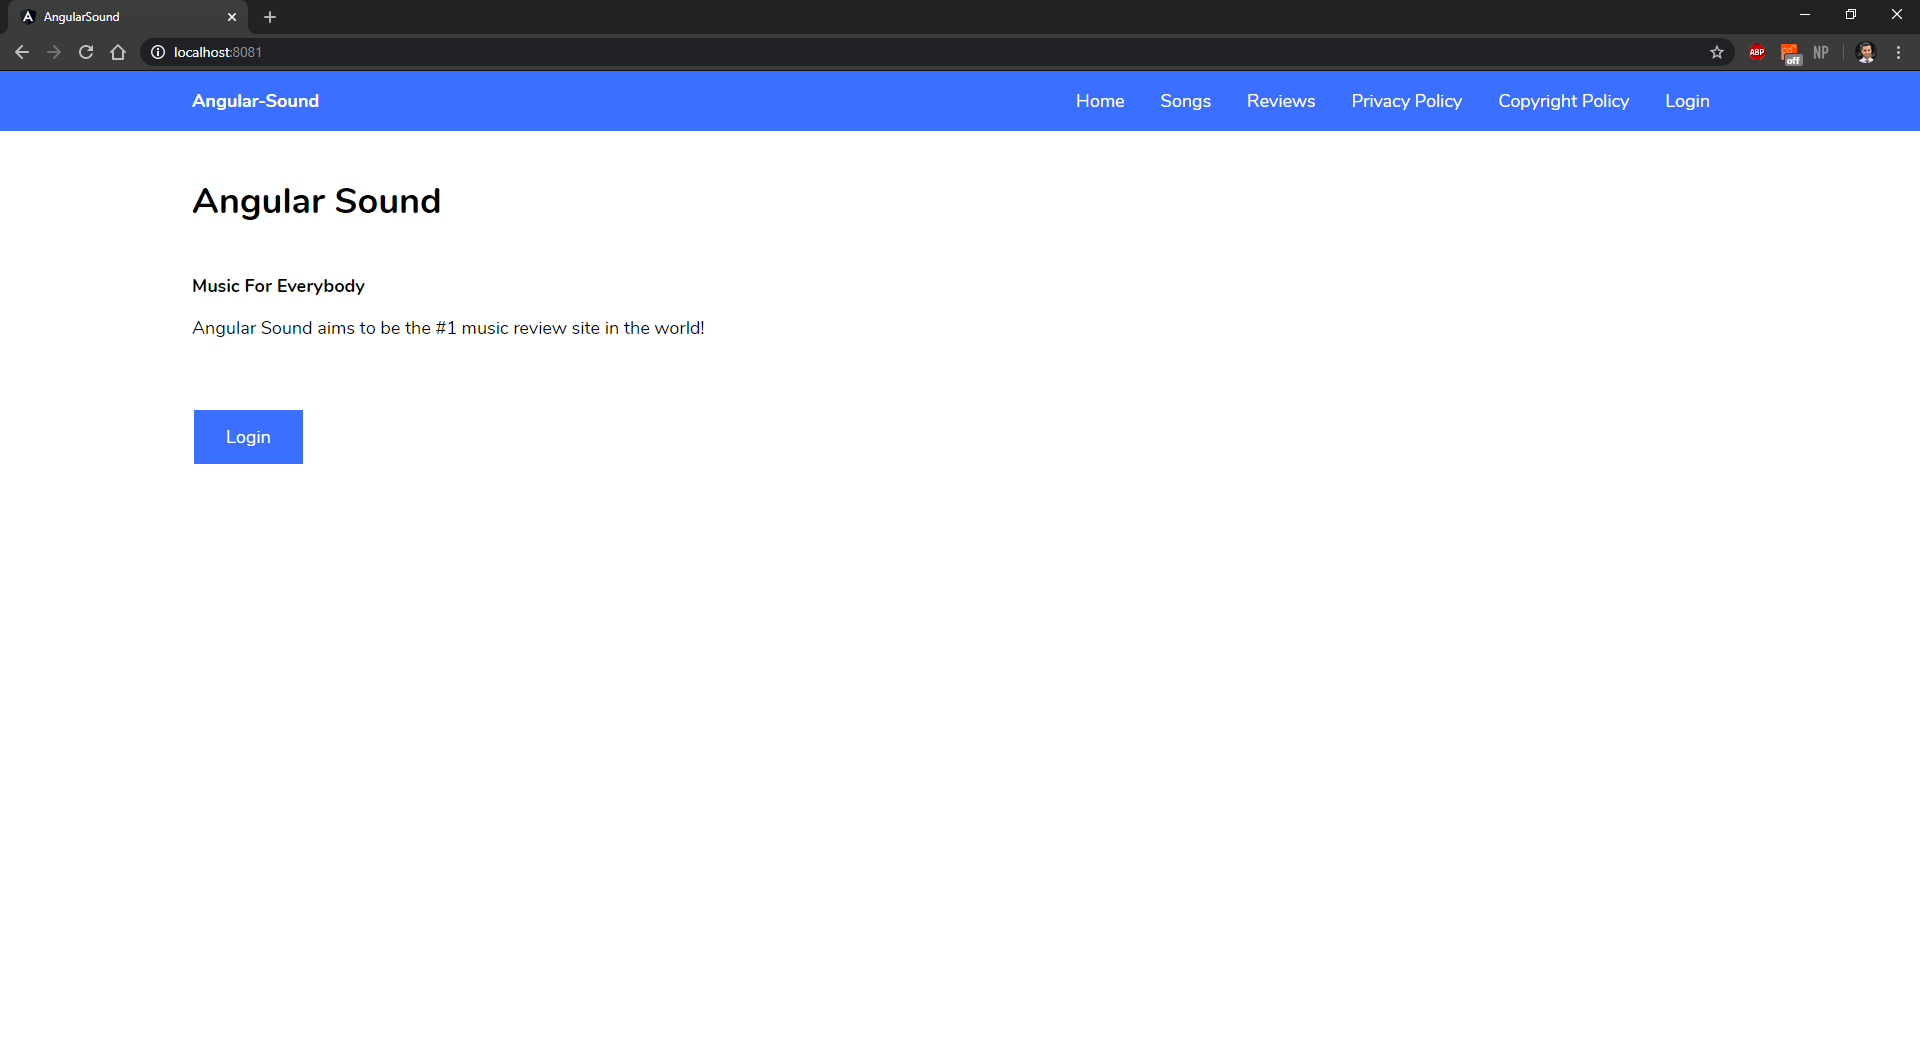 AngularSound
localhost:8081
ABP
off
NP
Angular-Sound
Home Songs Reviews Privacy Policy Copyright Policy Login
Angular Sound
Music For Everybody
Angular Sound aims to be the #1 music review site in the world!
Login